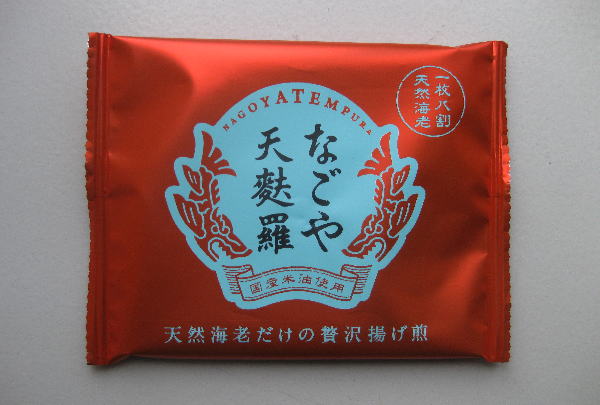 NAGOYA TEMPURA
なごや
天麩羅
国産米油使用
一枚八割
天然海老
天然海老だけの贅沢揚げ煎